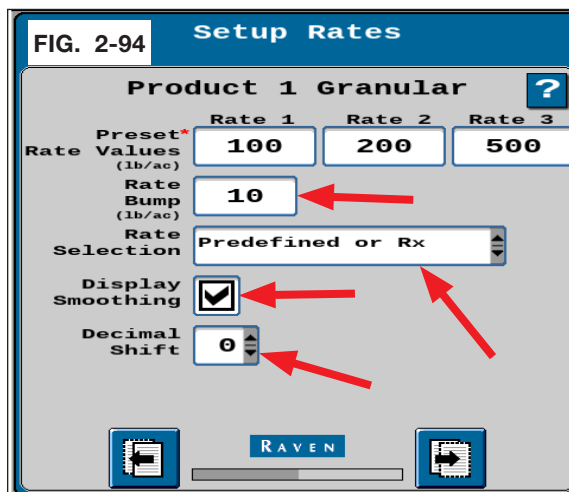 FIG. 2-94
Setup Rates
Product 1 Granular
?
Rate 1 Rate 2 Rate 3
Preset*
Rate Values
(lb/ac)
100 200 500
Rate
Bump
(lb/ac)
10
Rate
Selection
Predefined or Rx
Display
Smoothing
Decimal
Shift
0
RAVEN